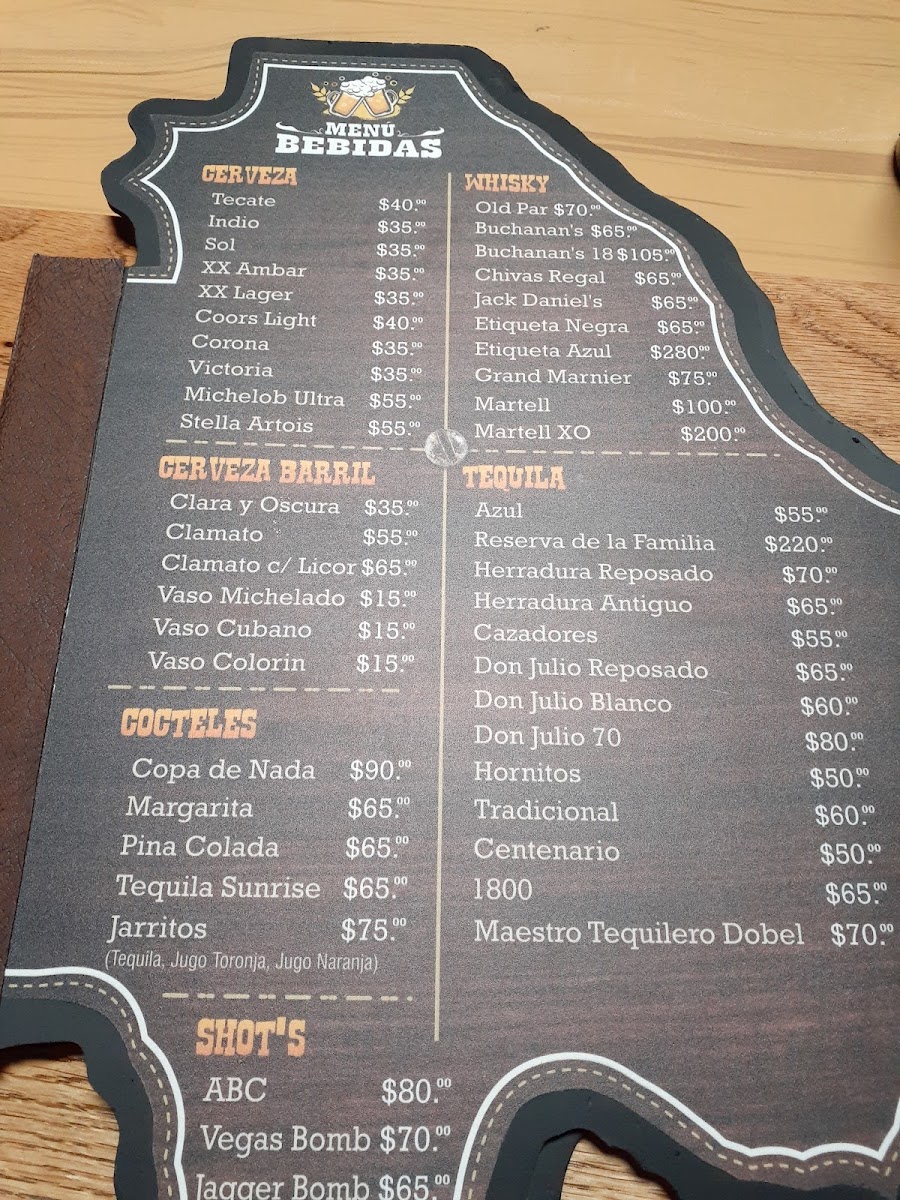 MENÚ
BEBIDAS
CERVEZA
Tecate $40.00
Indio $35.00
Sol $35.00
XX Ambar $35.00
XX Lager $35.00
Coors Light $40.00
Corona $35.00
Victoria $35.00
Michelob Ultra $55.00
Stella Artois $55.00
CERVEZA BARRIL
Clara y Oscura $35.00
Clamato $55.00
Clamato c/ Licor $65.00
Vaso Michelado $15.00
Vaso Cubano $15.00
Vaso Colorin $15.00
COCTELES
Copa de Nada $90.00
Margarita $65.00
Pina Colada $65.00
Tequila Sunrise $65.00
Jarritos $75.00
(Tequila, Jugo Toronja, Jugo Naranja)
SHOT'S
ABC $80.00
Vegas Bomb $70.00
Jagger Bomb $65.00
WHISKY
Old Par $70.00
Buchanan's $65.00
Buchanan's 18 $105.00
Chivas Regal $65.00
Jack Daniel's $65.00
Etiqueta Negra $65.00
Etiqueta Azul $280.00
Grand Marnier $75.00
Martell $100.00
Martell XO $200.00
TEQUILA
Azul $55.00
Reserva de la Familia $220.00
Herradura Reposado $70.00
Herradura Antiguo $65.00
Cazadores $55.00
Don Julio Reposado $65.00
Don Julio Blanco $60.00
Don Julio 70 $80.00
Hornitos $50.00
Tradicional $60.00
Centenario $50.00
1800 $65.00
Maestro Tequilero Dobel $70.00